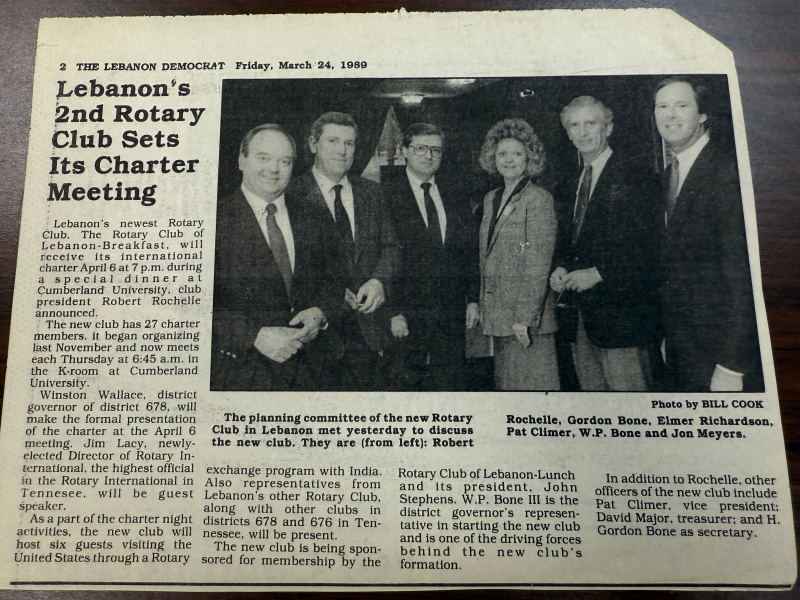 2 THE LEBANON DEMOCRAT Friday, March 24, 1989
Lebanon's
2nd Rotary
Club Sets
Its Charter
Meeting
Lebanon's newest Rotary
Club, The Rotary Club of
Lebanon-Breakfast, will
receive its international
charter April 6 at 7 p.m. during
a special dinner at
Cumberland University, club
president Robert Rochelle
announced.
The new club has 27 charter
members, it began organizing
last November and now meets
each Thursday at 6:45 a.m. in
the K-room at Cumberland
University.
Winston Wallace, district
governor of district 678, will
make the formal presentation
of the charter at the April 6
meeting. Jim Lacy, newly-
elected Director of Rotary In-
ternational, the highest official
in the Rotary International in
Tennesee, will be guest
speaker.
As a part of the charter night
activities, the new club will
host six guests visiting the
United States through a Rotary
Photo by BILL COOK
The planning committee of the new Rotary
Club in Lebanon met yesterday to discuss
the new club. They are (from left): Robert
Rochelle, Gordon Bone, Elmer Richardson,
Pat Climer, W.P. Bone and Jon Meyers.
exchange program with India.
Also representatives from
Lebanon's other Rotary Club,
along with other clubs in
districts 678 and 676 in Ten-
nessee, will be present.
The new club is being spon-
sored for membership by the
Rotary Club of Lebanon-Lunch
and its president, John
Stephens. W.P. Bone III is the
district governor's represen-
tative in starting the new club
and is one of the driving forces
behind the new club's
formation.
In addition to Rochelle, other
officers of the new club include
Pat Climer, vice president;
David Major, treasurer; and H.
Gordon Bone as secretary.